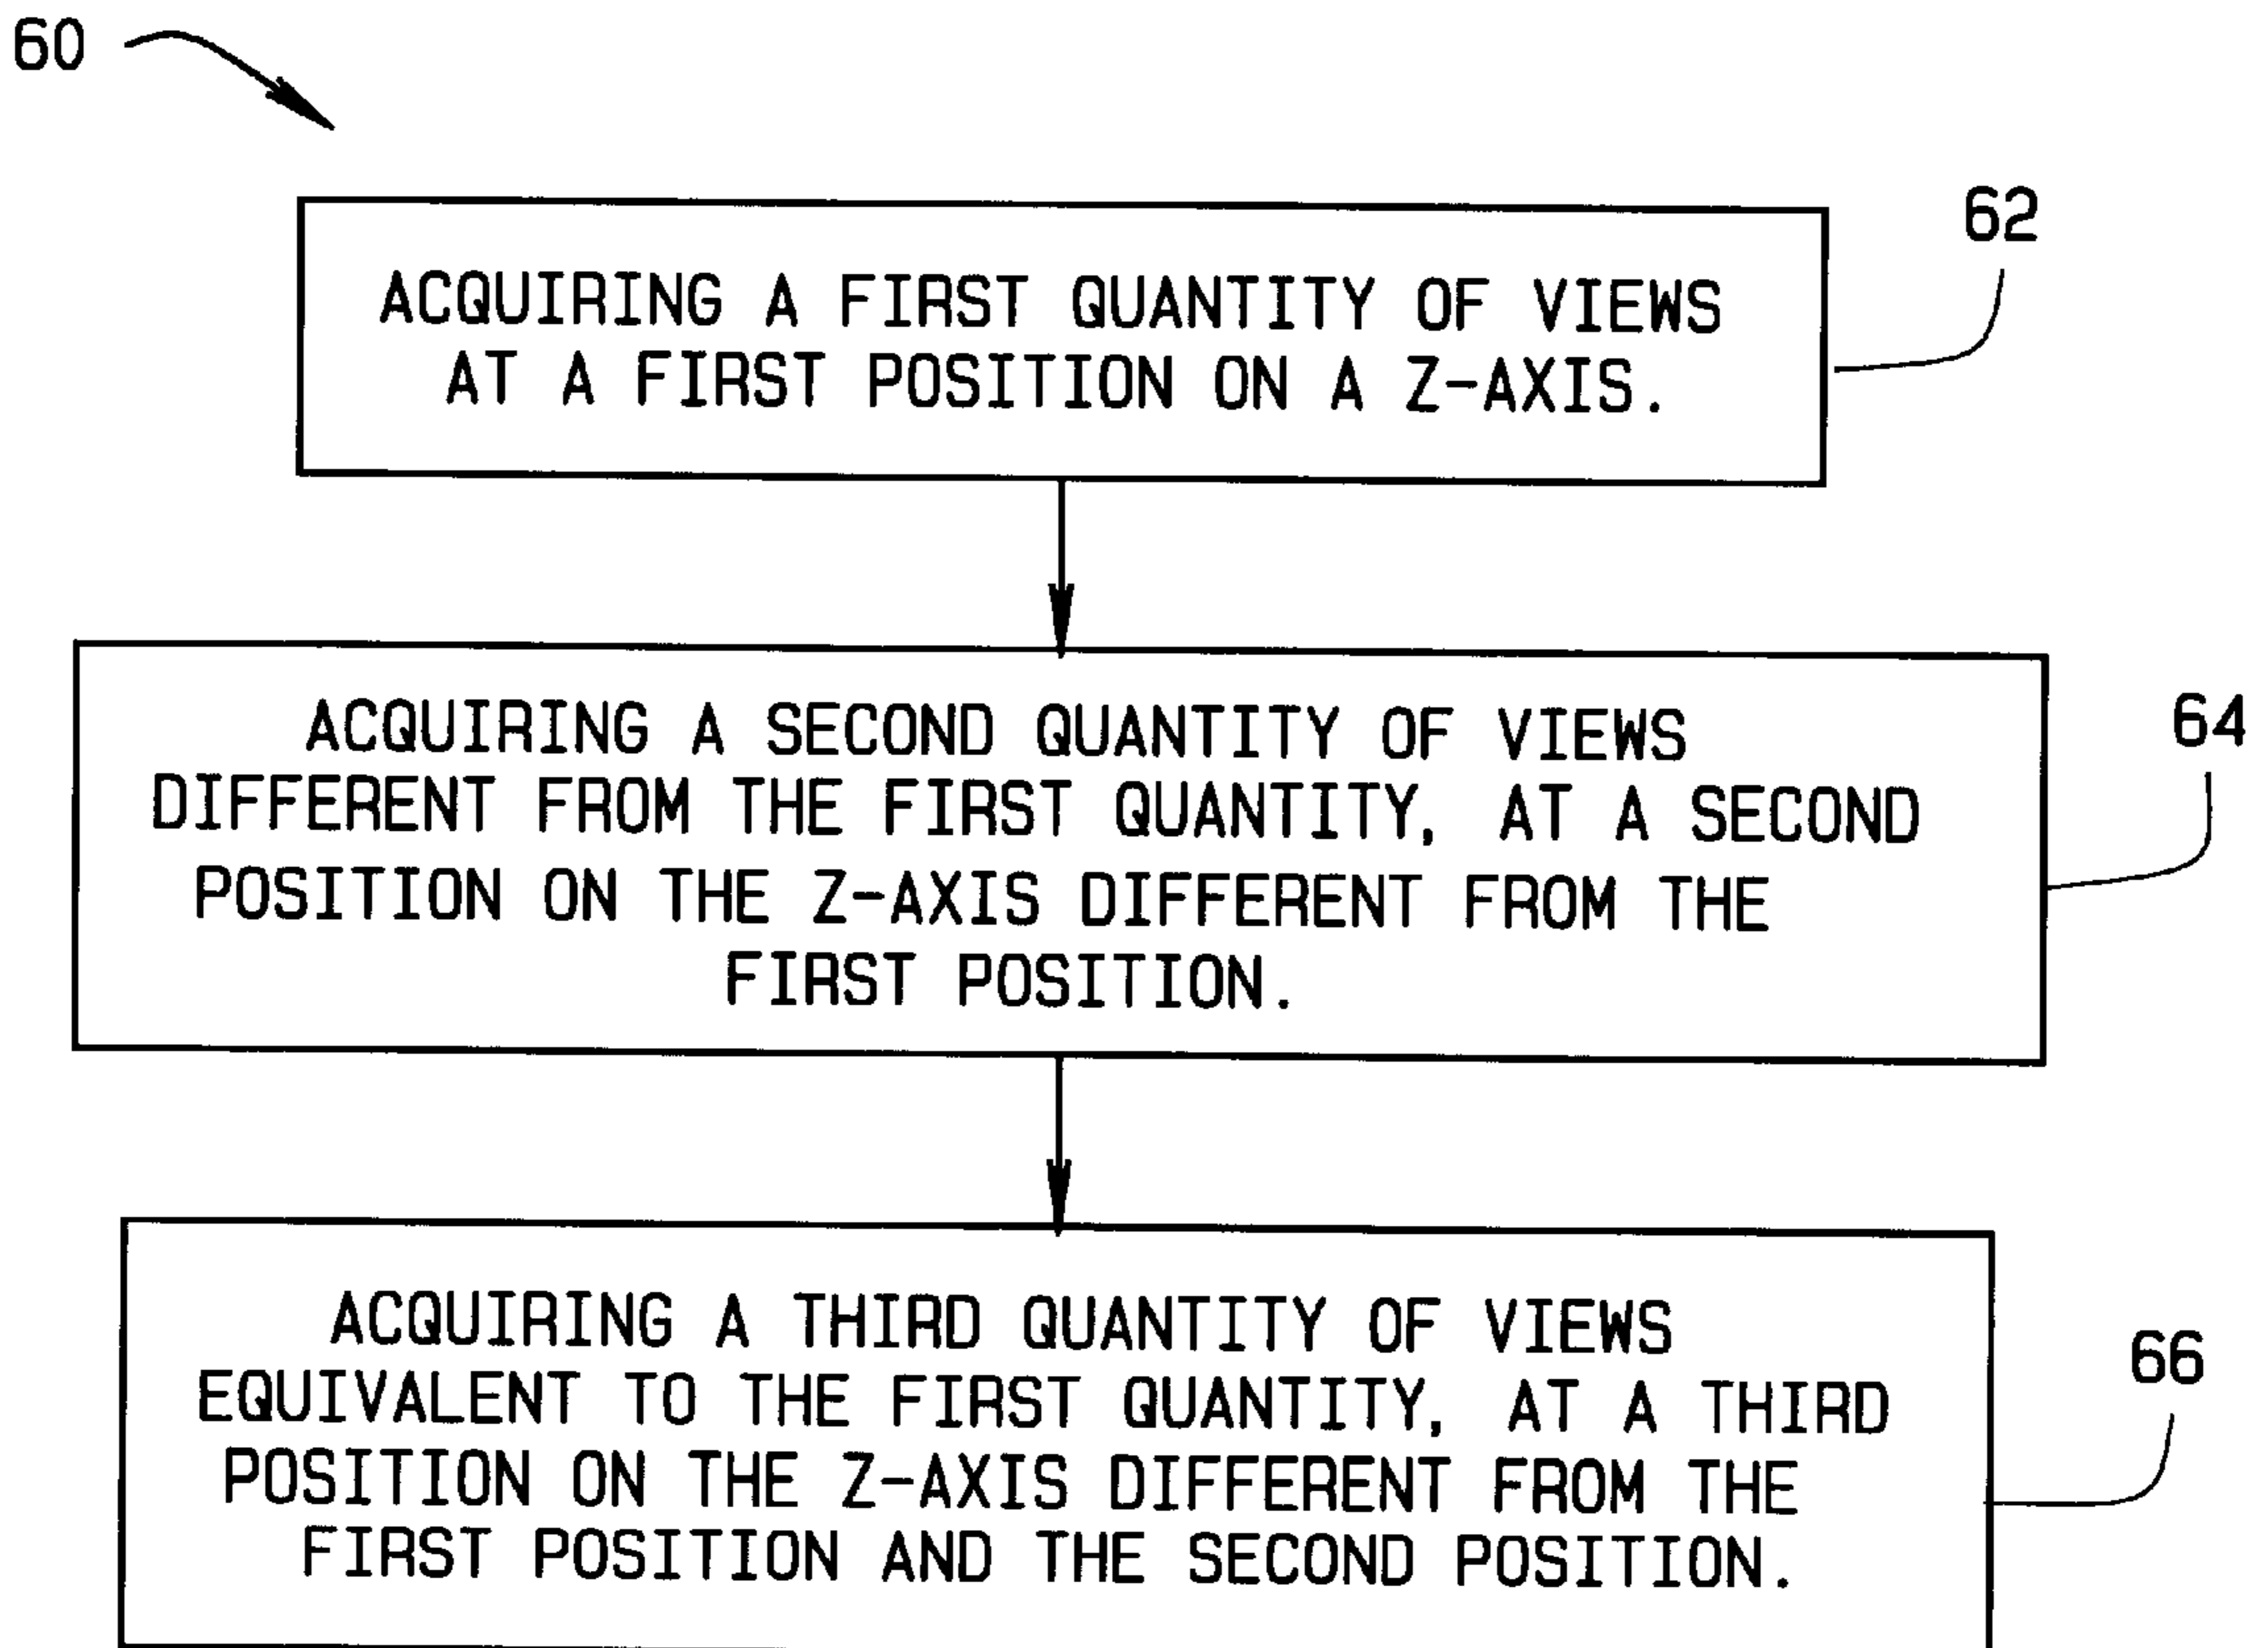 60
62
ACQUIRING A FIRST QUANTITY OF VIEWS
AT A FIRST POSITION ON A Z-AXIS.
64
ACQUIRING A SECOND QUANTITY OF VIEWS
DIFFERENT FROM THE FIRST QUANTITY, AT A SECOND
POSITION ON THE Z-AXIS DIFFERENT FROM THE
FIRST POSITION.
66
ACQUIRING A THIRD QUANTITY OF VIEWS
EQUIVALENT TO THE FIRST QUANTITY, AT A THIRD
POSITION ON THE Z-AXIS DIFFERENT FROM THE
FIRST POSITION AND THE SECOND POSITION.